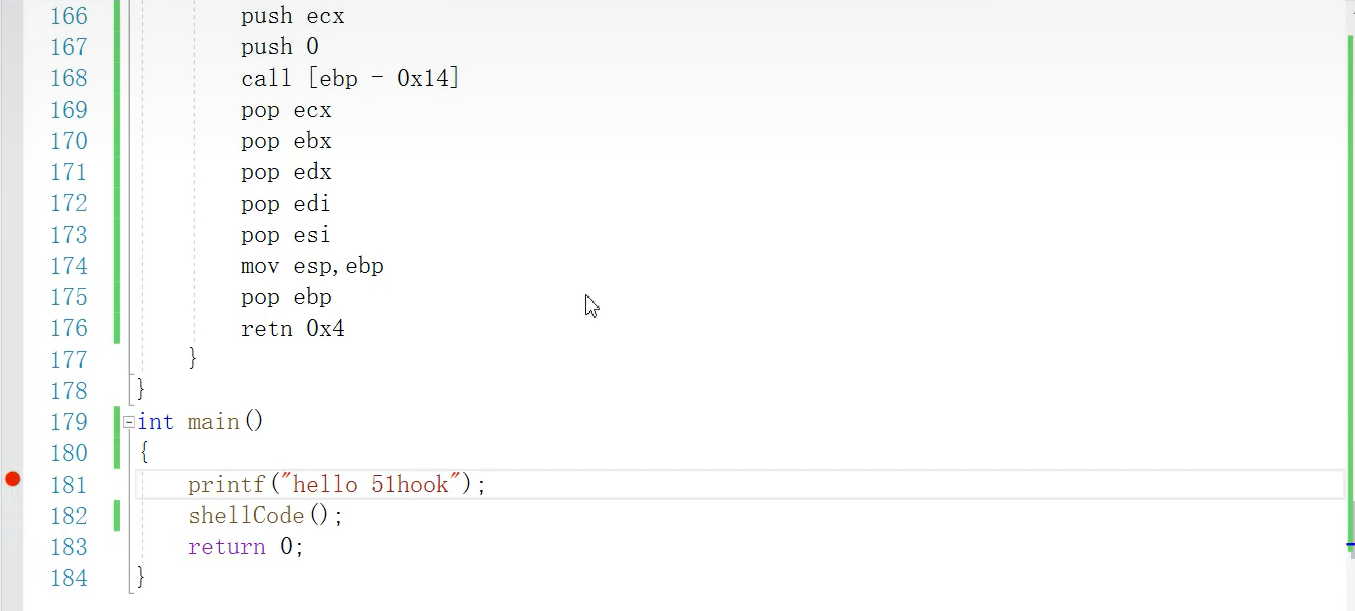 166 push ecx
167 push 0
168 call [ebp - 0x14]
169 pop ecx
170 pop ebx
171 pop edx
172 pop edi
173 pop esi
174 mov esp,ebp
175 pop ebp
176 retn 0x4
177 }
178 }
179 int main()
180 {
181 printf("hello 51hook");
182 shellCode();
183 return 0;
184 }